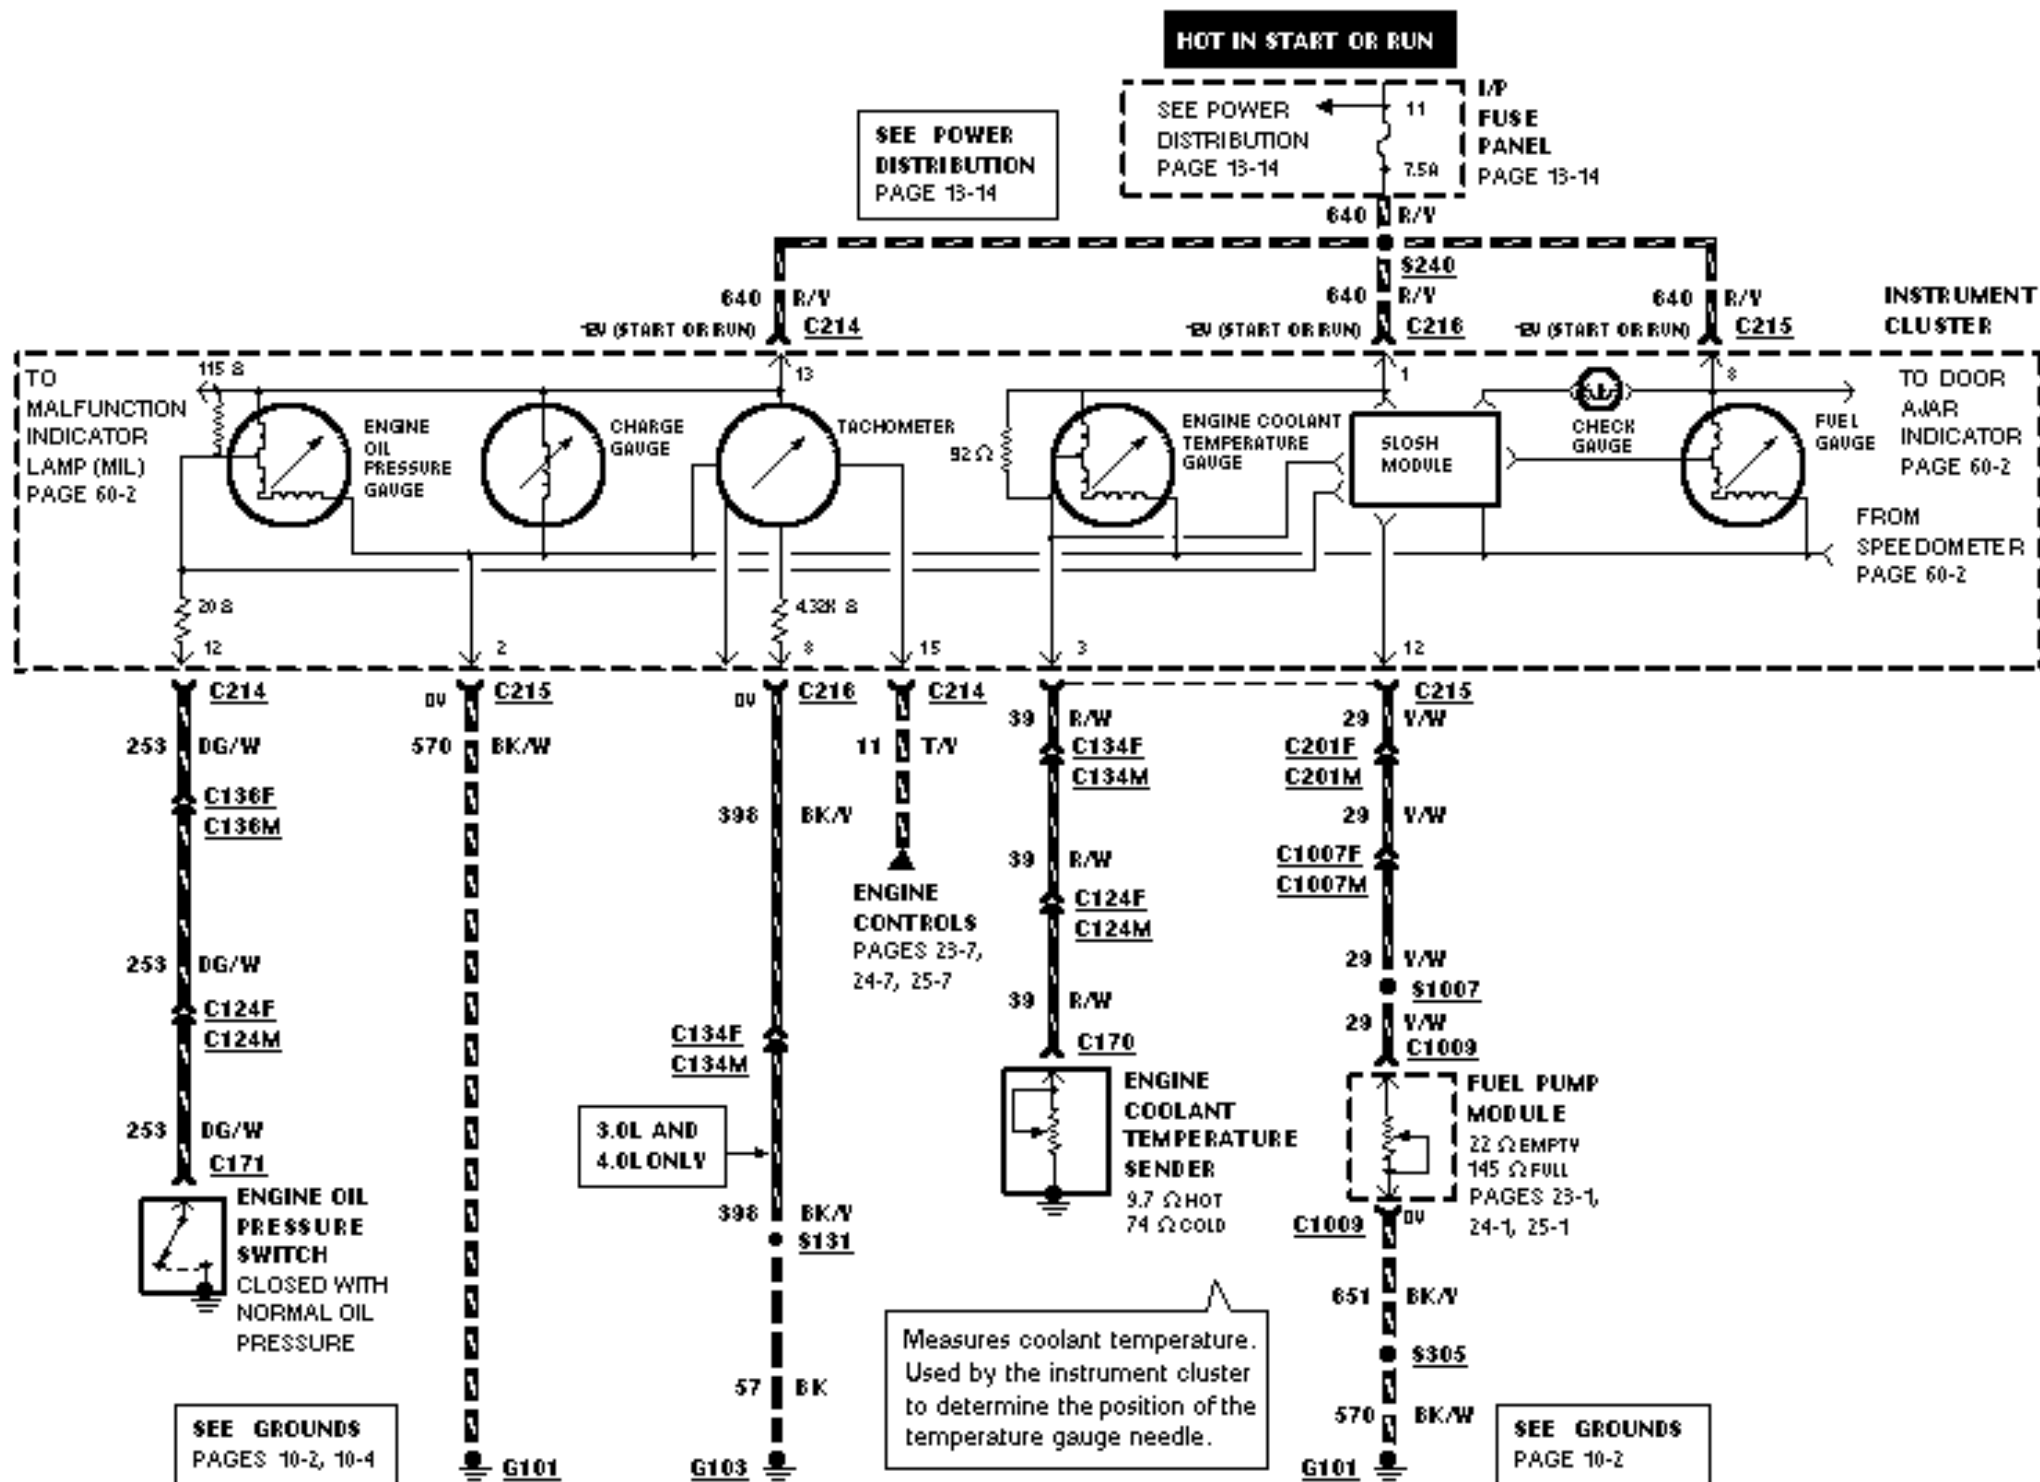 HOT IN START OR RUN
SEE POWER
DISTRIBUTION
PAGE 13-14
SEE POWER
DISTRIBUTION
PAGE 13-14
11
7.5A
I/P
FUSE
PANEL
PAGE 13-14
640 R/Y
S240
640 R/Y
12V (START OR RUN) C214
640 R/Y
12V (START OR RUN) C216
640 R/Y
12V (START OR RUN) C215
INSTRUMENT
CLUSTER
TO
MALFUNCTION
INDICATOR
LAMP (MIL)
PAGE 60-2
115 Ω
ENGINE
OIL
PRESSURE
GAUGE
CHARGE
GAUGE
13
TACHOMETER
92 Ω
ENGINE COOLANT
TEMPERATURE
GAUGE
1
SLOSH
MODULE
CHECK
GAUGE
8
FUEL
GAUGE
TO DOOR
AJAR
INDICATOR
PAGE 60-2
FROM
SPEEDOMETER
PAGE 60-2
20 Ω
4.32K Ω
12
2
8
15
3
12
C214
0V C215
0V C216
C214
C215
253 DG/W
570 BK/W
11 T/Y
39 R/W
29 Y/W
C136F
C136M
398 BK/Y
C134F
C134M
C201F
C201M
29 Y/W
ENGINE
CONTROLS
PAGES 23-7,
24-7, 25-7
39 R/W
C124F
C124M
C1007F
C1007M
253 DG/W
C124F
C124M
39 R/W
29 Y/W
S1007
29 Y/W
C1009
C134F
C134M
C170
253 DG/W
C171
3.0L AND
4.0L ONLY
ENGINE
COOLANT
TEMPERATURE
SENDER
9.7 Ω HOT
74 Ω COLD
FUEL PUMP
MODULE
22 Ω EMPTY
145 Ω FULL
PAGES 23-1,
24-1, 25-1
ENGINE OIL
PRESSURE
SWITCH
CLOSED WITH
NORMAL OIL
PRESSURE
398 BK/Y
S131
C1009 0V
651 BK/Y
S305
Measures coolant temperature.
Used by the instrument cluster
to determine the position of the
temperature gauge needle.
57 BK
570 BK/W
SEE GROUNDS
PAGES 10-2, 10-4
G101
G103
G101
SEE GROUNDS
PAGE 10-2